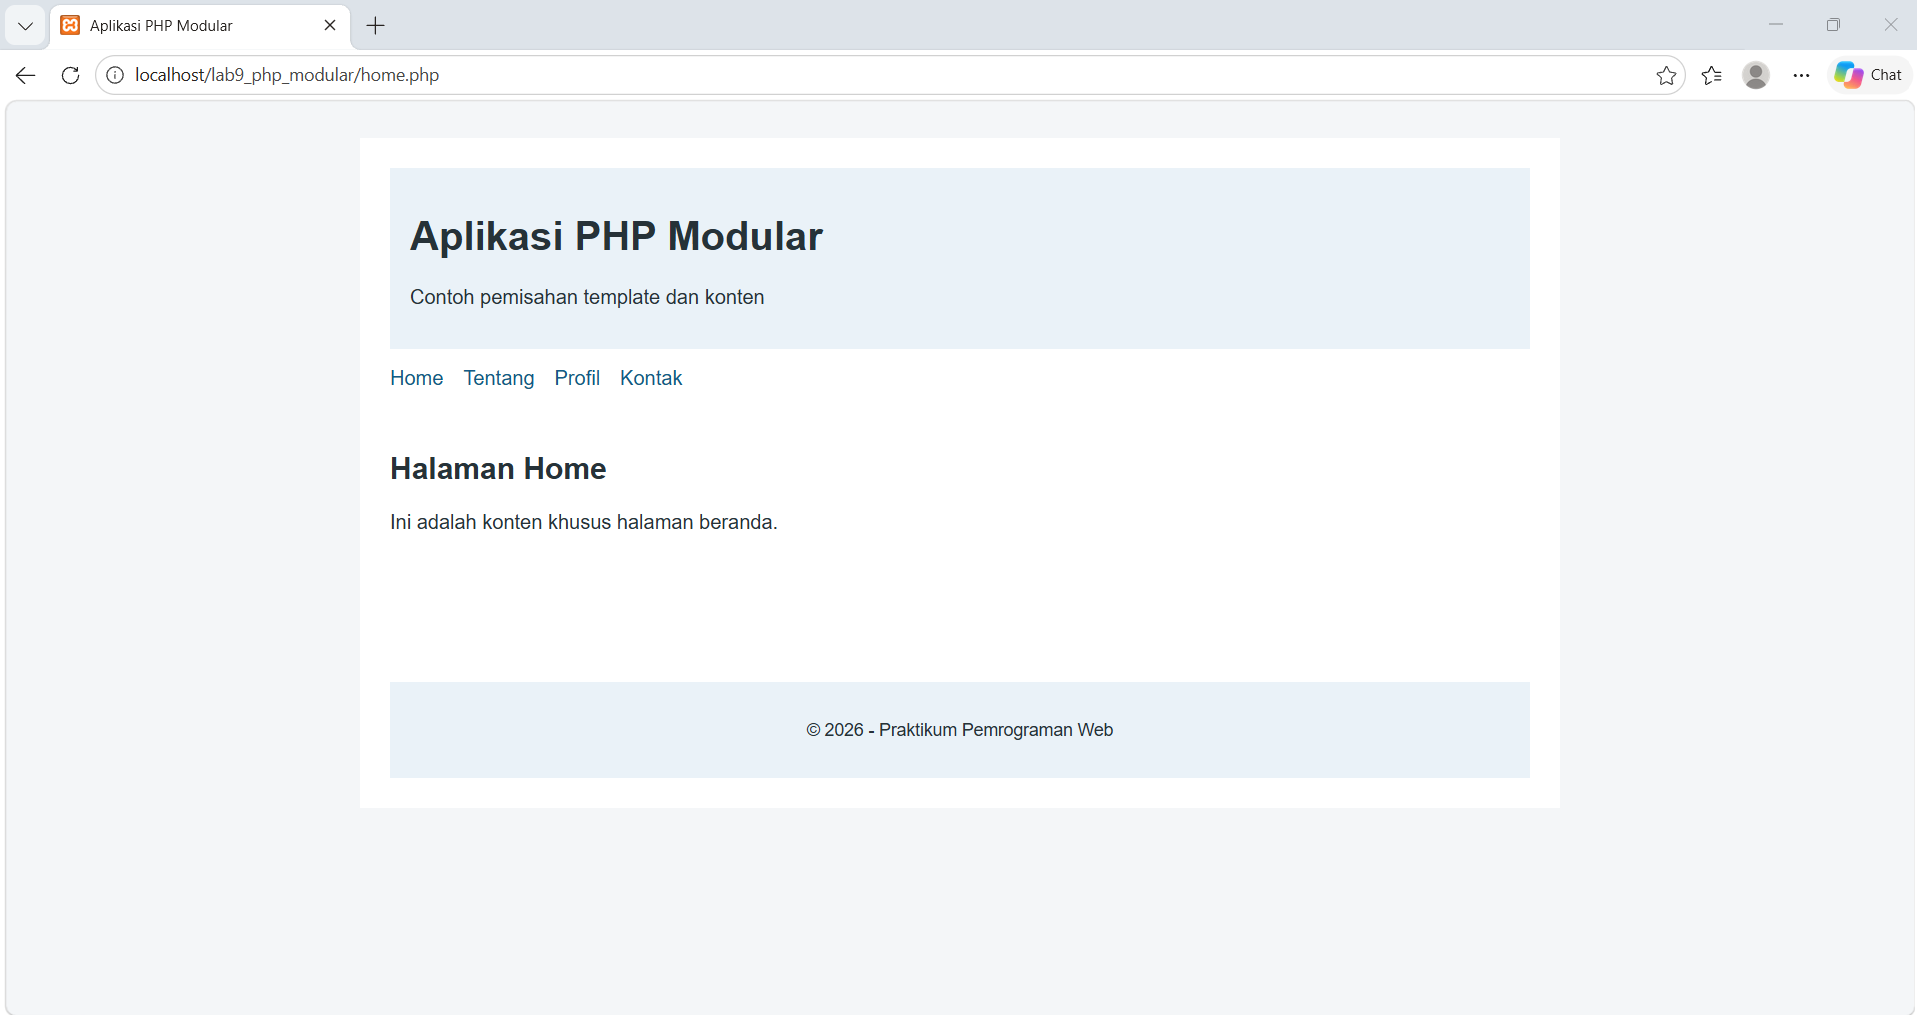 Aplikasi PHP Modular
localhost/lab9_php_modular/home.php
Chat
Aplikasi PHP Modular
Contoh pemisahan template dan konten
Home Tentang Profil Kontak
Halaman Home
Ini adalah konten khusus halaman beranda.
© 2026 - Praktikum Pemrograman Web